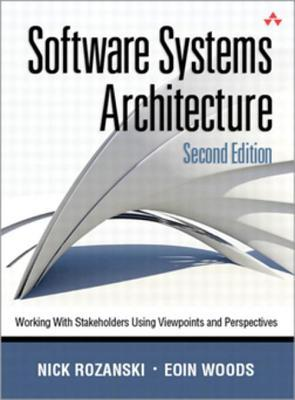 Software Systems
Architecture
Second Edition
Working With Stakeholders Using Viewpoints and Perspectives
NICK ROZANSKI • EOIN WOODS